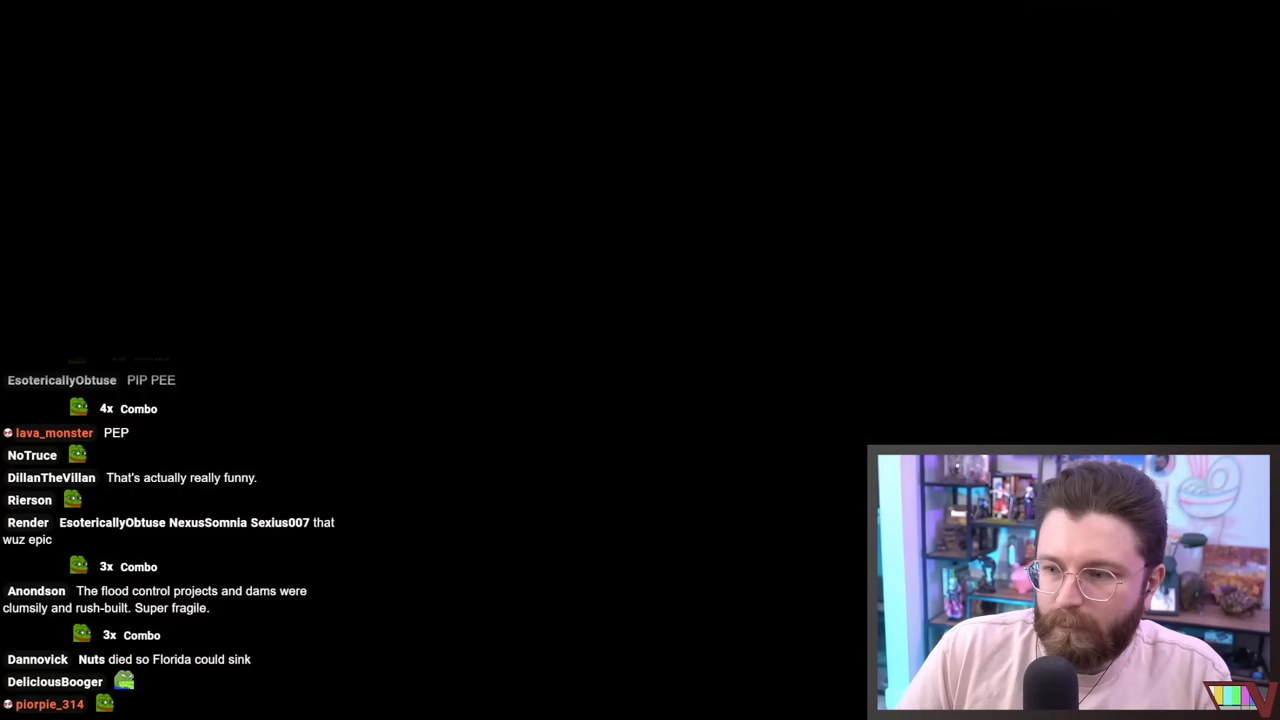 EsotericallyObtuse PIP PEE
4x Combo
lava_monster PEP
NoTruce
DillanTheVillan That's actually really funny.
Rierson
Render EsotericallyObtuse NexusSomnia Sexius007 that
wuz epic
3x Combo
Anondson The flood control projects and dams were
clumsily and rush-built. Super fragile.
3x Combo
Dannovick Nuts died so Florida could sink
DeliciousBooger
piorpie_314